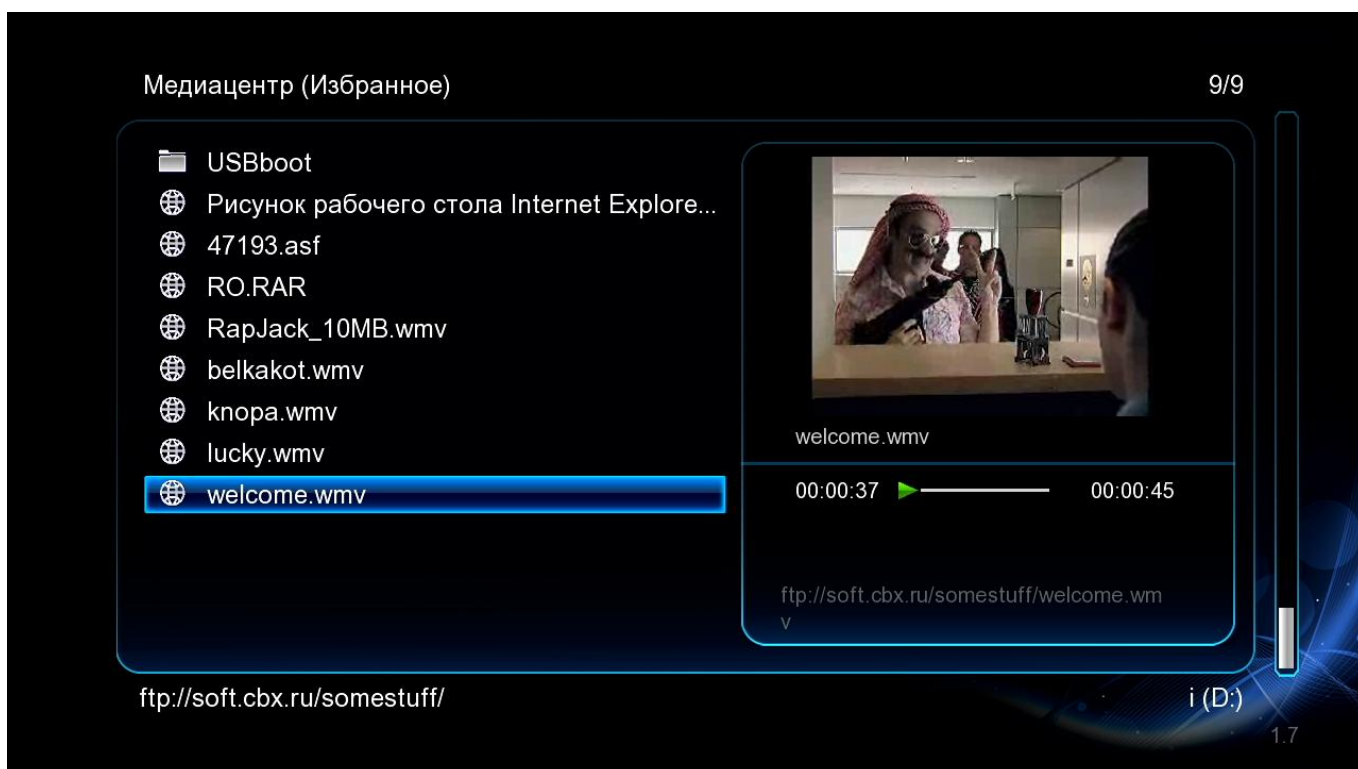 Медиацентр (Избранное)
9/9
USBboot
Рисунок рабочего стола Internet Explore...
47193.asf
RO.RAR
RapJack_10MB.wmv
belkakot.wmv
knopa.wmv
lucky.wmv
welcome.wmv
welcome.wmv
00:00:37 00:00:45
ftp://soft.cbx.ru/somestuff/welcome.wm
v
ftp://soft.cbx.ru/somestuff/
i (D:)
1.7